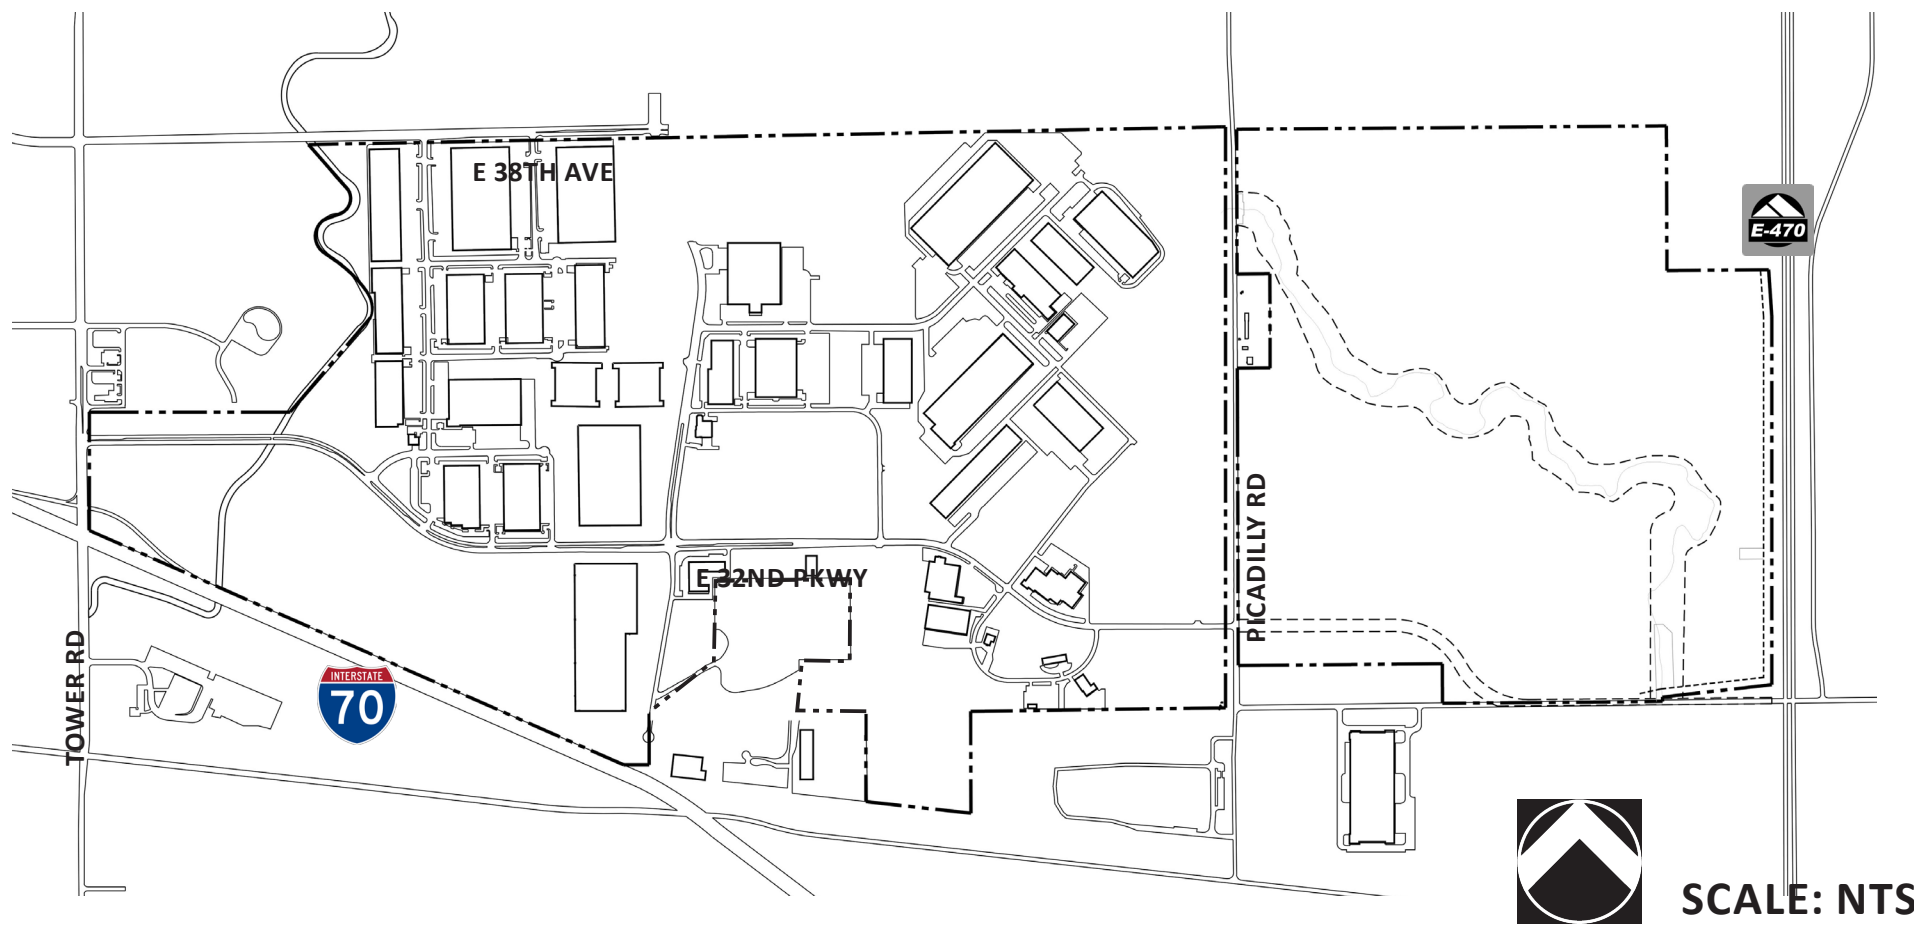 E 38TH AVE
E-470
PICADILLY RD
E 32ND PKWY
TOWER RD
INTERSTATE
70
SCALE: NTS